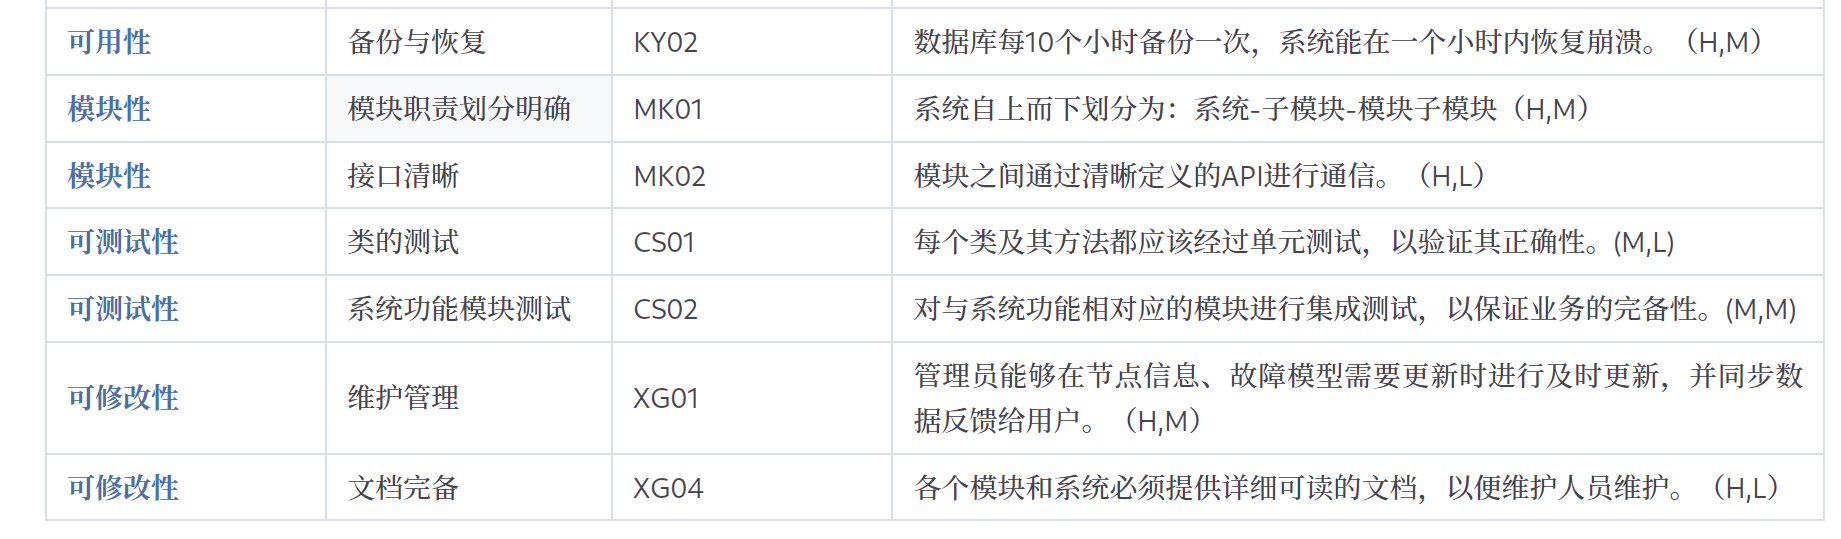 可用性 备份与恢复 KY02 数据库每10个小时备份一次，系统能在一个小时内恢复崩溃。（H,M）
模块性 模块职责划分明确 MK01 系统自上而下划分为：系统-子模块-模块子模块（H,M）
模块性 接口清晰 MK02 模块之间通过清晰定义的API进行通信。（H,L）
可测试性 类的测试 CS01 每个类及其方法都应该经过单元测试，以验证其正确性。(M,L)
可测试性 系统功能模块测试 CS02 对与系统功能相对应的模块进行集成测试，以保证业务的完备性。(M,M)
可修改性 维护管理 XG01 管理员能够在节点信息、故障模型需要更新时进行及时更新，并同步数
据反馈给用户。（H,M）
可修改性 文档完备 XG04 各个模块和系统必须提供详细可读的文档，以便维护人员维护。（H,L）